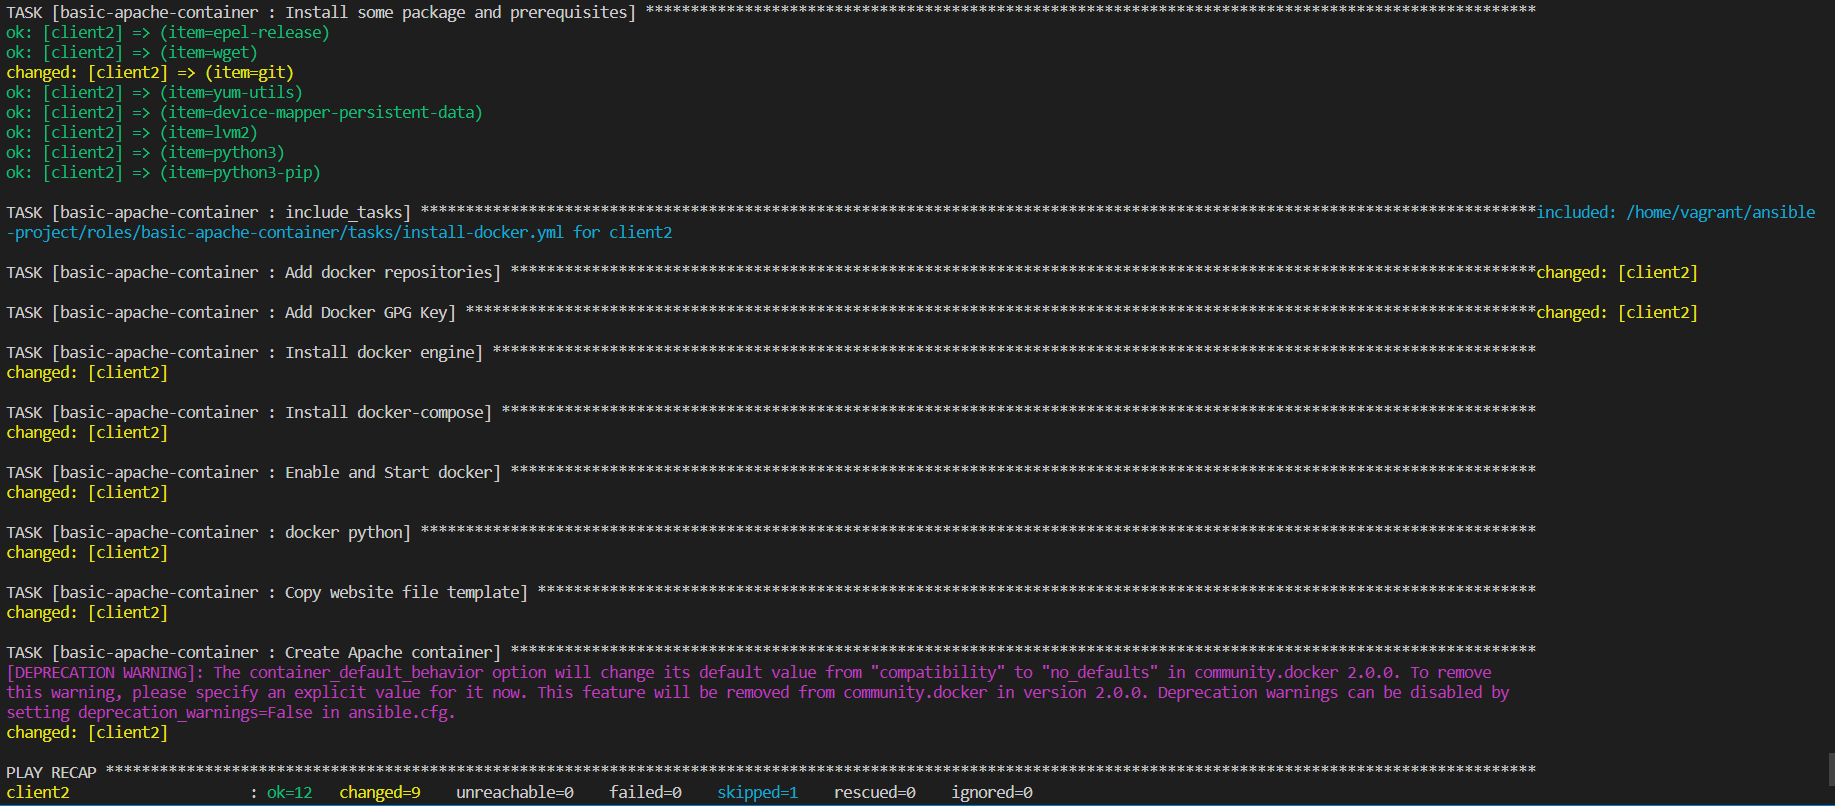 TASK [basic-apache-container : Install some package and prerequisites] ***************************************************************************************************
ok: [client2] => (item=epel-release)
ok: [client2] => (item=wget)
changed: [client2] => (item=git)
ok: [client2] => (item=yum-utils)
ok: [client2] => (item=device-mapper-persistent-data)
ok: [client2] => (item=lvm2)
ok: [client2] => (item=python3)
ok: [client2] => (item=python3-pip)
TASK [basic-apache-container : include_tasks] ****************************************************************************************************************************included: /home/vagrant/ansible
-project/roles/basic-apache-container/tasks/install-docker.yml for client2
TASK [basic-apache-container : Add docker repositories] ******************************************************************************************************************changed: [client2]
TASK [basic-apache-container : Add Docker GPG Key] ***********************************************************************************************************************changed: [client2]
TASK [basic-apache-container : Install docker engine] ********************************************************************************************************************
changed: [client2]
TASK [basic-apache-container : Install docker-compose] *******************************************************************************************************************
changed: [client2]
TASK [basic-apache-container : Enable and Start docker] ******************************************************************************************************************
changed: [client2]
TASK [basic-apache-container : docker python] ****************************************************************************************************************************
changed: [client2]
TASK [basic-apache-container : Copy website file template] ***************************************************************************************************************
changed: [client2]
TASK [basic-apache-container : Create Apache container] ******************************************************************************************************************
[DEPRECATION WARNING]: The container_default_behavior option will change its default value from "compatibility" to "no_defaults" in community.docker 2.0.0. To remove
this warning, please specify an explicit value for it now. This feature will be removed from community.docker in version 2.0.0. Deprecation warnings can be disabled by
setting deprecation_warnings=False in ansible.cfg.
changed: [client2]
PLAY RECAP ***************************************************************************************************************************************************************
client2                    : ok=12   changed=9    unreachable=0    failed=0    skipped=1    rescued=0    ignored=0